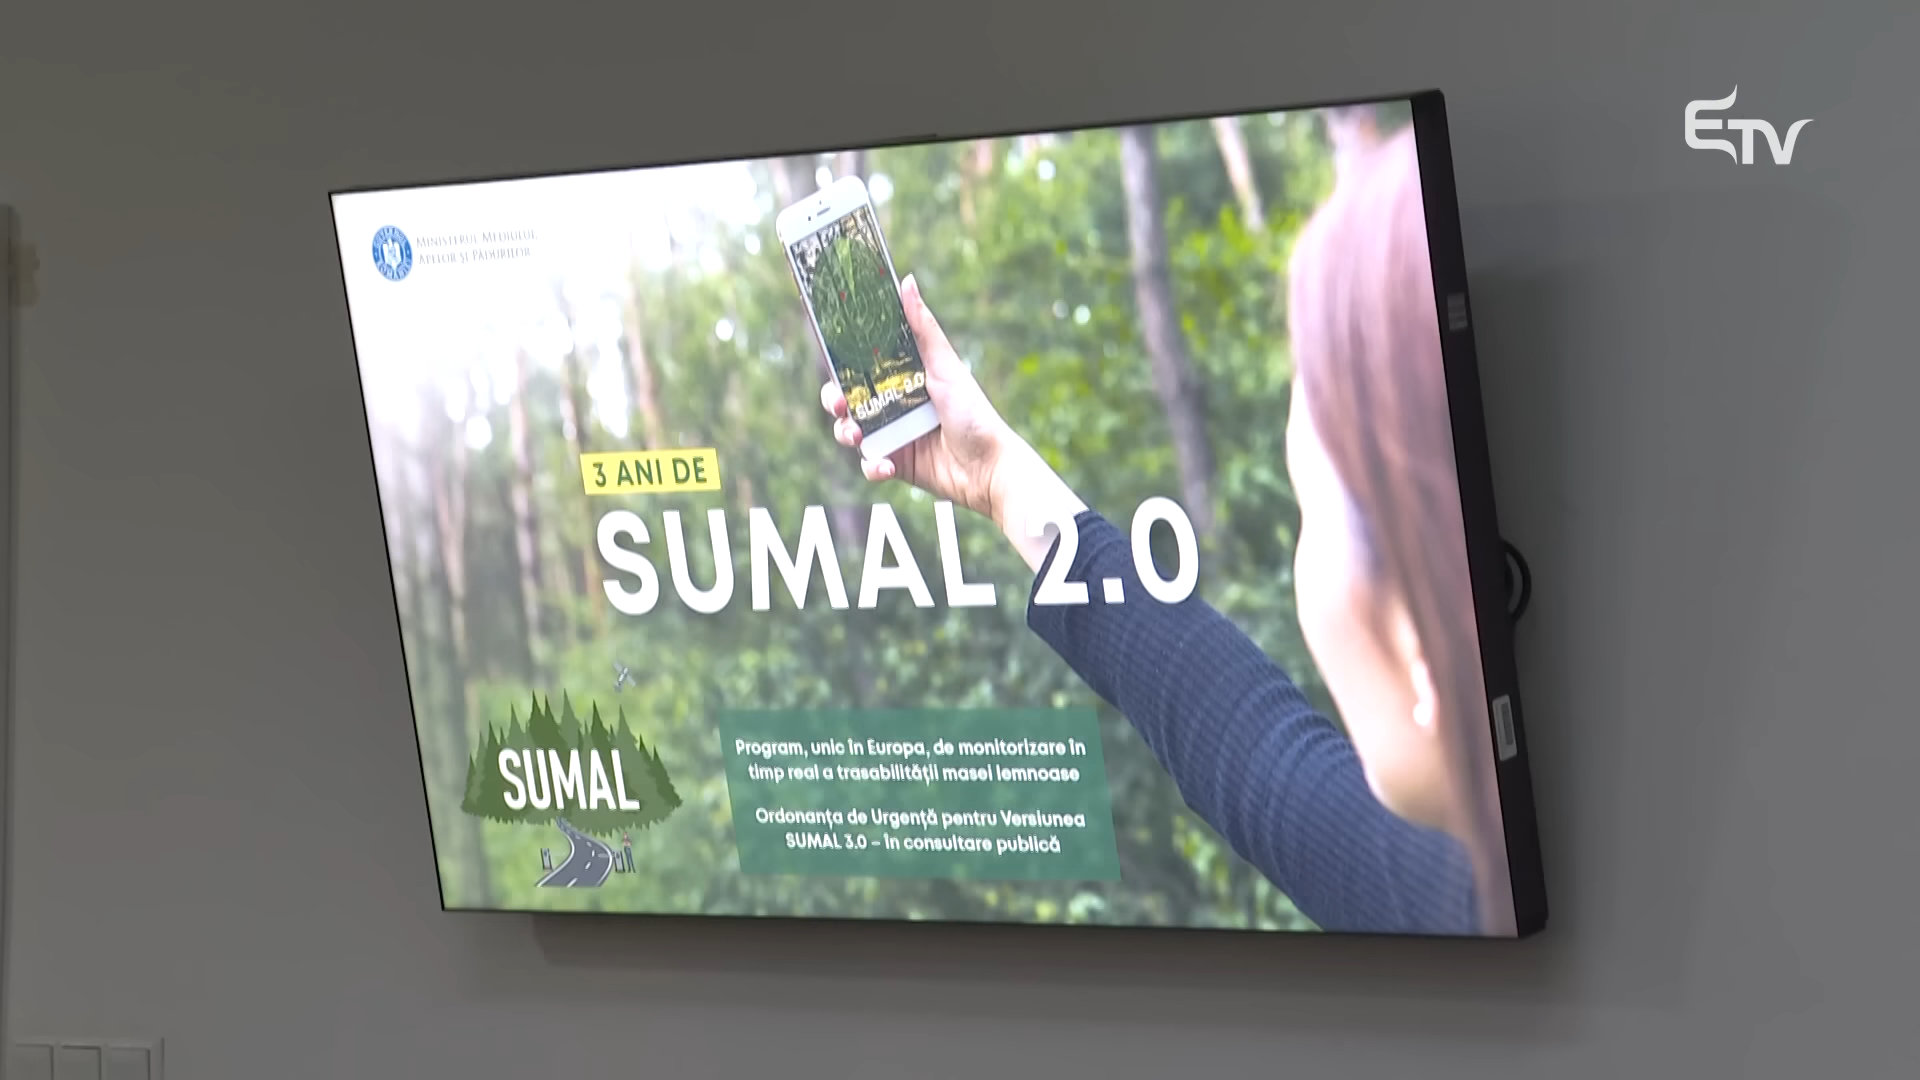 ETV
MINISTERUL MEDIULUI,
APELOR ȘI PĂDURILOR
SUMAL 2.0
3 ANI DE
SUMAL 2.0
SUMAL
Program, unic în Europa, de monitorizare în
timp real a trasabilității masei lemnoase
Ordonanța de Urgență pentru Versiunea
SUMAL 3.0 – în consultare publică